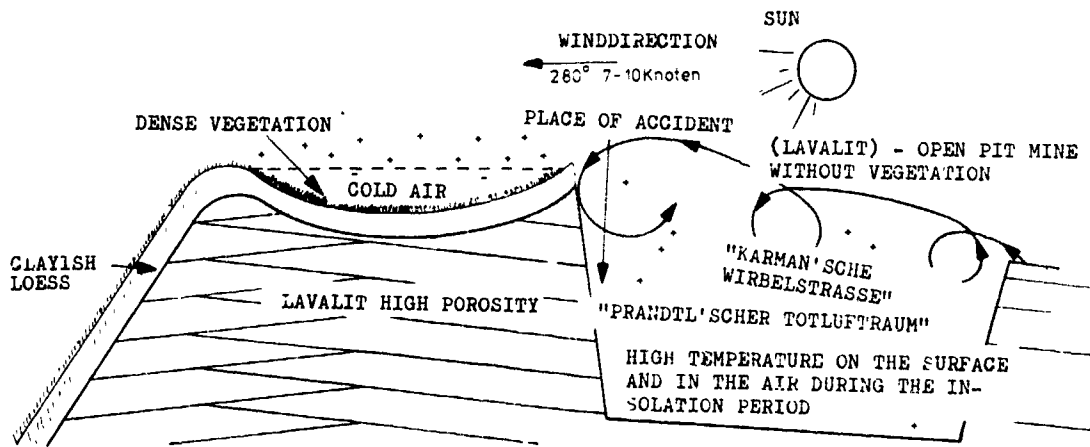 SUN
WINDDIRECTION
280° 7-10Knoten
DENSE VEGETATION
PLACE OF ACCIDENT
(LAVALIT) - OPEN PIT MINE
WITHOUT VEGETATION
COLD AIR
CLAYISH
LOESS
"KARMAN'SCHE
WIRBELSTRASSE"
LAVALIT HIGH POROSITY
"PRANDTL'SCHER TOTLUFTRAUM"
HIGH TEMPERATURE ON THE SURFACE
AND IN THE AIR DURING THE IN-
SOLATION PERIOD